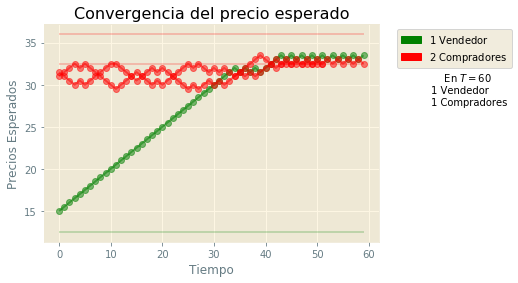 Convergencia del precio esperado
Precios Esperados
35
30
25
20
15
0
10
20
30
40
50
60
Tiempo
1 Vendedor
2 Compradores
En T = 60
1 Vendedor
1 Compradores